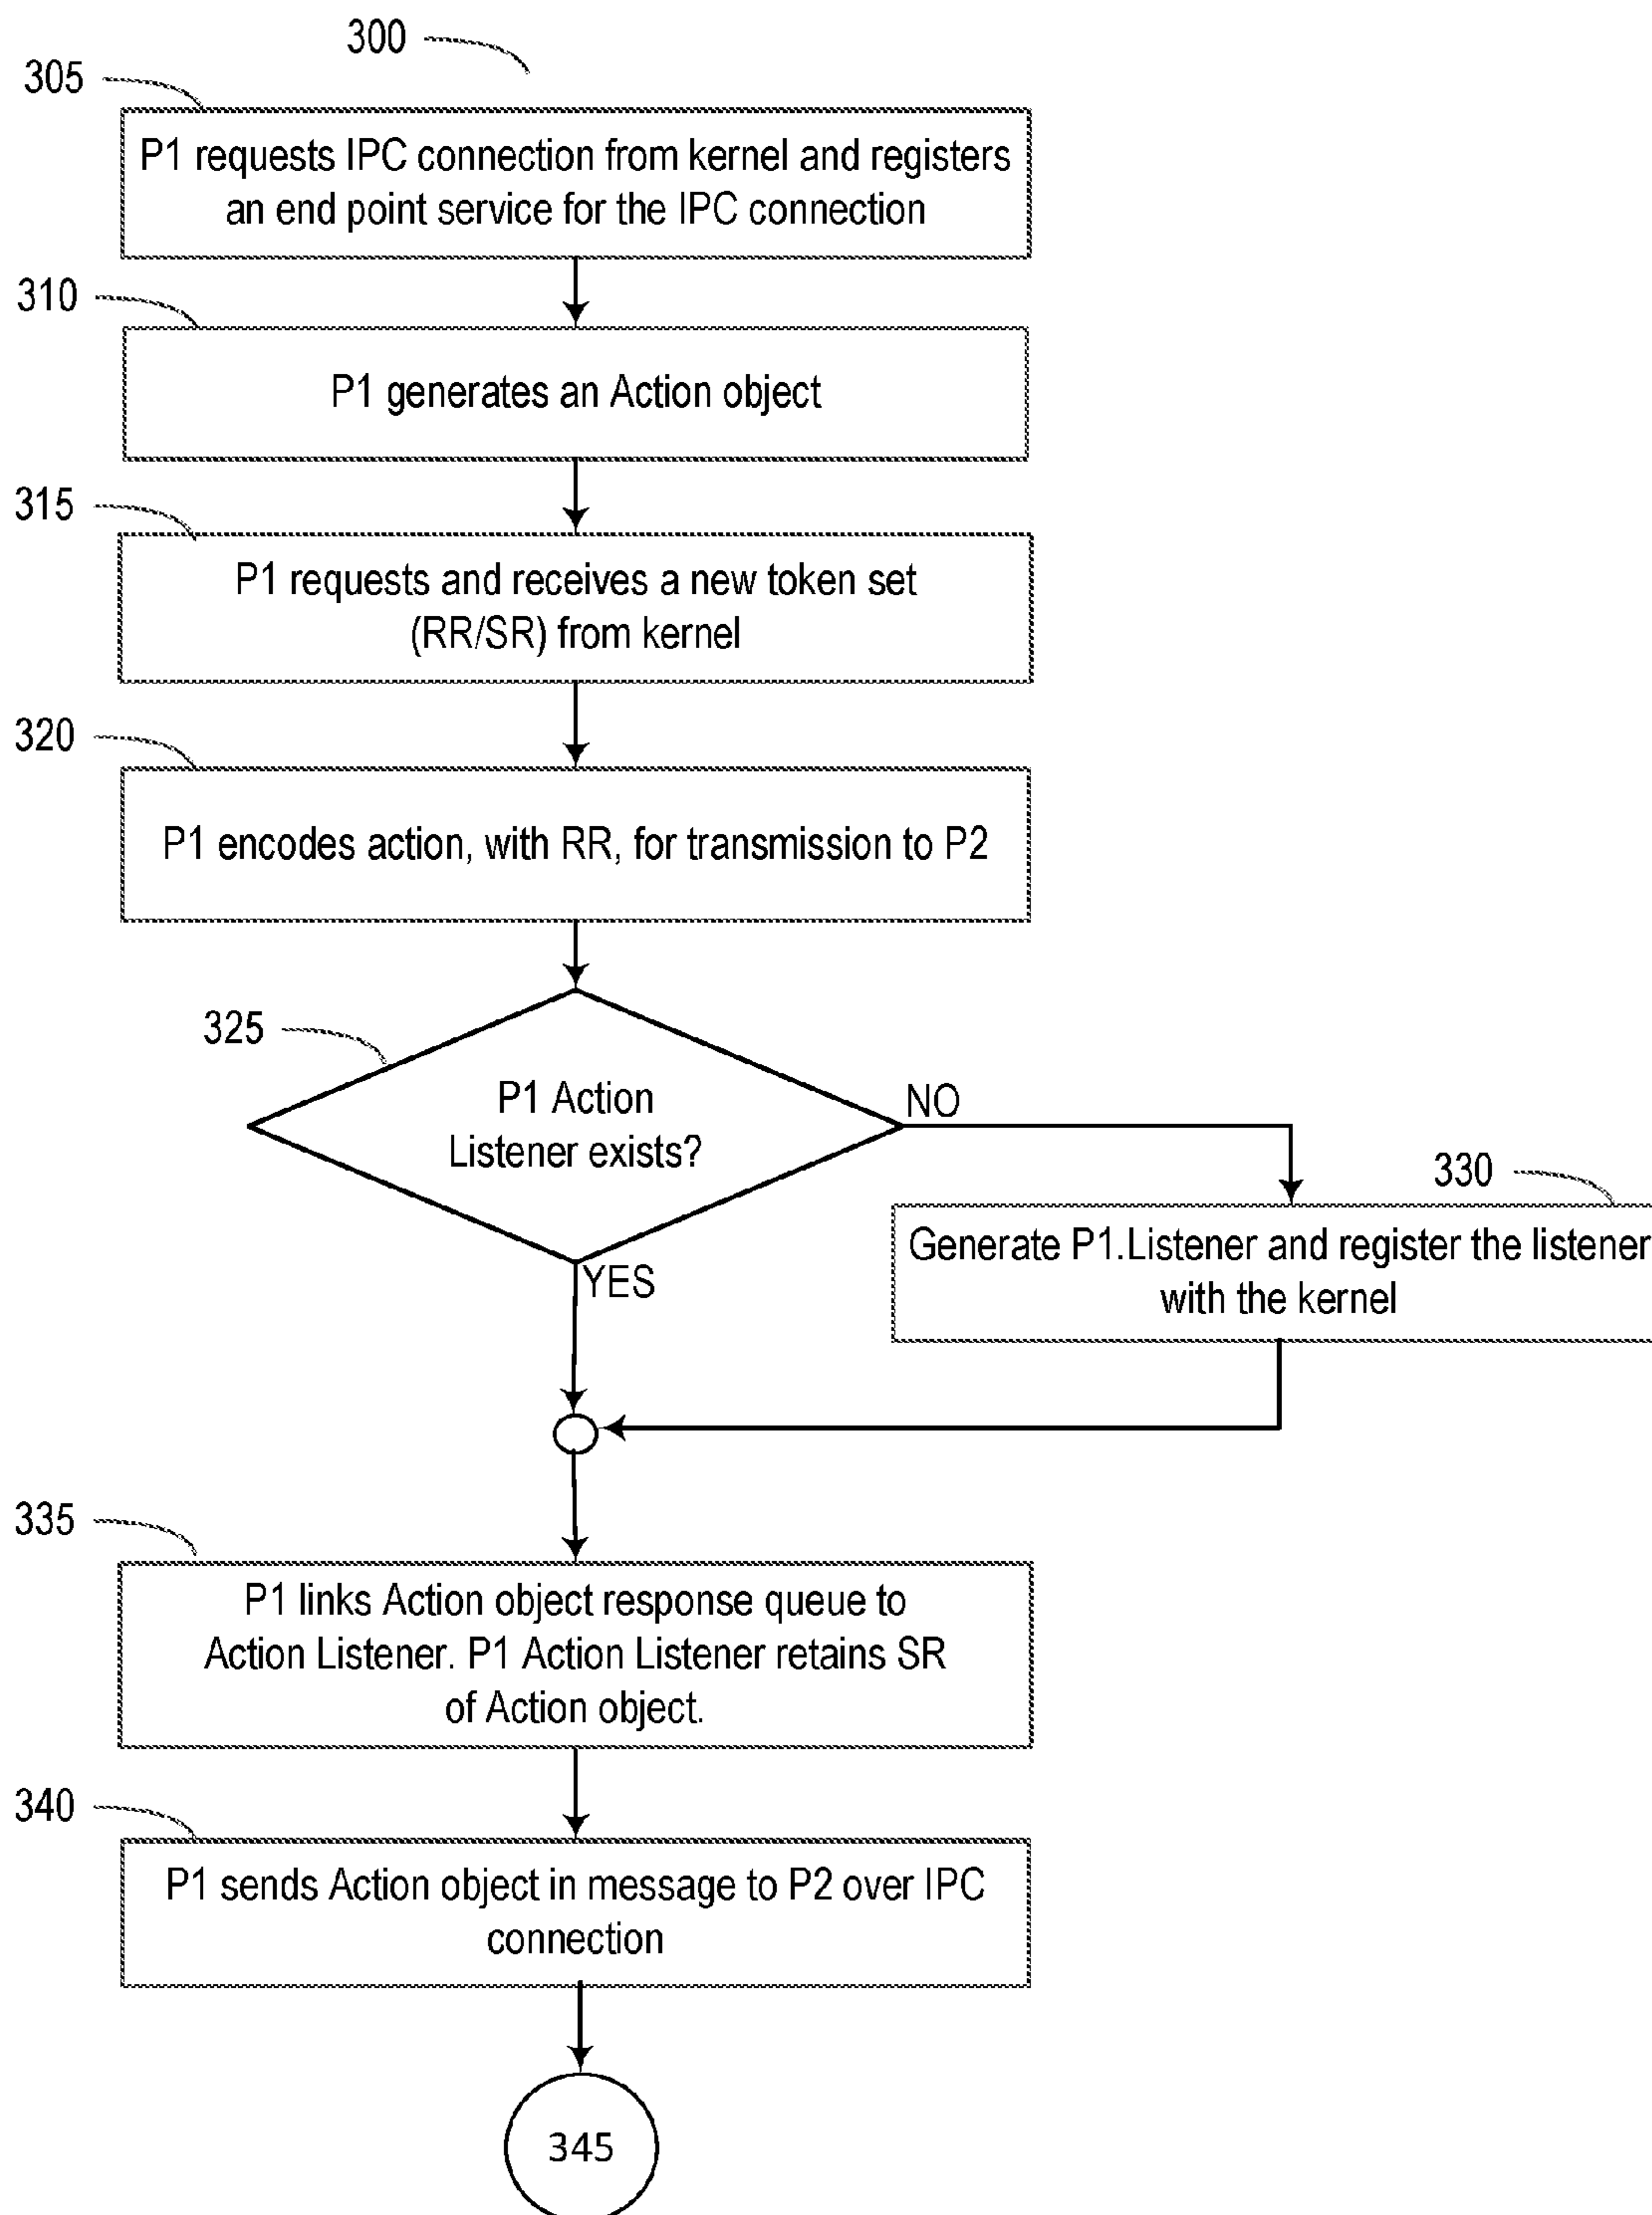 300
305
P1 requests IPC connection from kernel and registers
an end point service for the IPC connection
310
P1 generates an Action object
315
P1 requests and receives a new token set
(RR/SR) from kernel
320
P1 encodes action, with RR, for transmission to P2
325
P1 Action
Listener exists?
NO
YES
330
Generate P1.Listener and register the listener
with the kernel
335
P1 links Action object response queue to
Action Listener. P1 Action Listener retains SR
of Action object.
340
P1 sends Action object in message to P2 over IPC
connection
345